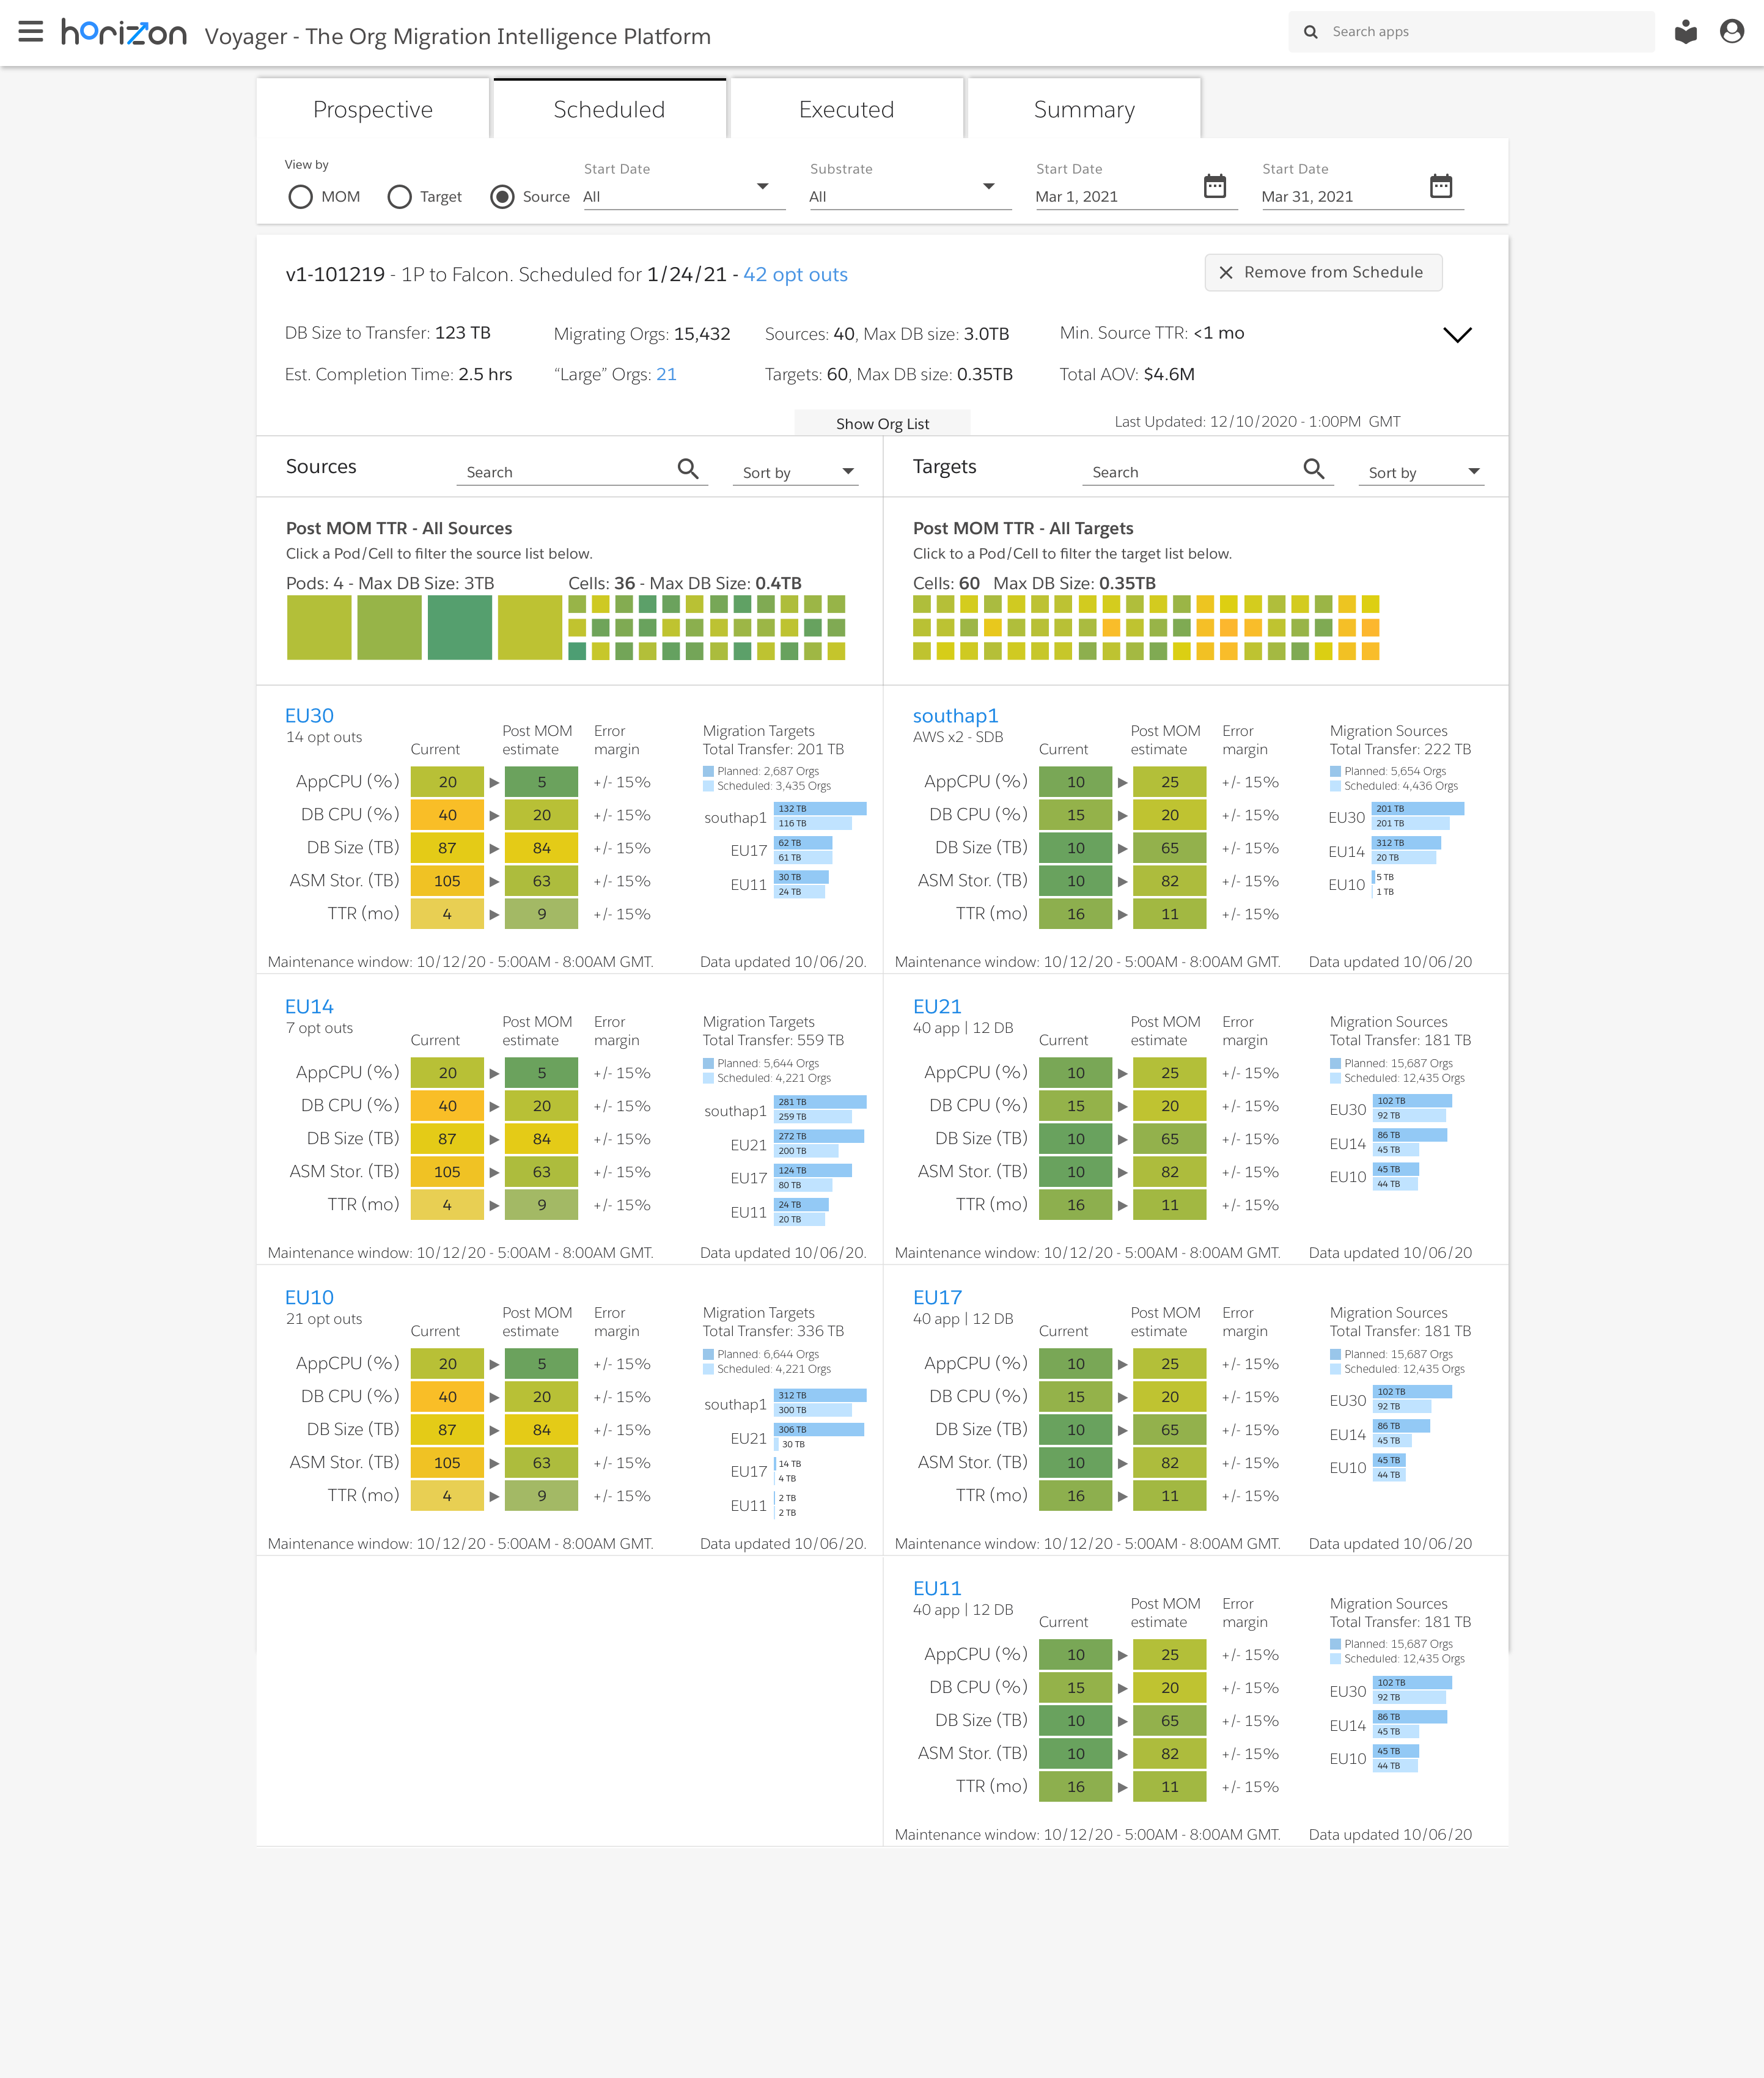 horizon Voyager - The Org Migration Intelligence Platform
Search apps
Prospective Scheduled Executed Summary
View by
MOM Target Source
Start Date
All
Substrate
All
Start Date
Mar 1, 2021
Start Date
Mar 31, 2021
v1-101219 - 1P to Falcon. Scheduled for 1/24/21 - 42 opt outs
Remove from Schedule
DB Size to Transfer: 123 TB Migrating Orgs: 15,432 Sources: 40, Max DB size: 3.0TB Min. Source TTR: <1 mo
Est. Completion Time: 2.5 hrs “Large” Orgs: 21 Targets: 60, Max DB size: 0.35TB Total AOV: $4.6M
Show Org List
Last Updated: 12/10/2020 - 1:00PM GMT
Sources Search Sort by
Post MOM TTR - All Sources
Click a Pod/Cell to filter the source list below.
Pods: 4 - Max DB Size: 3TB Cells: 36 - Max DB Size: 0.4TB
EU30
14 opt outs
Current Post MOM estimate Error margin
AppCPU (%) 20 5 +/- 15%
DB CPU (%) 40 20 +/- 15%
DB Size (TB) 87 84 +/- 15%
ASM Stor. (TB) 105 63 +/- 15%
TTR (mo) 4 9 +/- 15%
Migration Targets
Total Transfer: 201 TB
Planned: 2,687 Orgs
Scheduled: 3,435 Orgs
southap1 132 TB 116 TB
EU17 62 TB 61 TB
EU11 30 TB 24 TB
Maintenance window: 10/12/20 - 5:00AM - 8:00AM GMT. Data updated 10/06/20.
EU14
7 opt outs
Current Post MOM estimate Error margin
AppCPU (%) 20 5 +/- 15%
DB CPU (%) 40 20 +/- 15%
DB Size (TB) 87 84 +/- 15%
ASM Stor. (TB) 105 63 +/- 15%
TTR (mo) 4 9 +/- 15%
Migration Targets
Total Transfer: 559 TB
Planned: 5,644 Orgs
Scheduled: 4,221 Orgs
southap1 281 TB 259 TB
EU21 272 TB 200 TB
EU17 124 TB 80 TB
EU11 24 TB 20 TB
Maintenance window: 10/12/20 - 5:00AM - 8:00AM GMT. Data updated 10/06/20.
EU10
21 opt outs
Current Post MOM estimate Error margin
AppCPU (%) 20 5 +/- 15%
DB CPU (%) 40 20 +/- 15%
DB Size (TB) 87 84 +/- 15%
ASM Stor. (TB) 105 63 +/- 15%
TTR (mo) 4 9 +/- 15%
Migration Targets
Total Transfer: 336 TB
Planned: 6,644 Orgs
Scheduled: 4,221 Orgs
southap1 312 TB 300 TB
EU21 306 TB 30 TB
EU17 14 TB 4 TB
EU11 2 TB 2 TB
Maintenance window: 10/12/20 - 5:00AM - 8:00AM GMT. Data updated 10/06/20.
Targets Search Sort by
Post MOM TTR - All Targets
Click to a Pod/Cell to filter the target list below.
Cells: 60 Max DB Size: 0.35TB
southap1
AWS x2 - SDB
Current Post MOM estimate Error margin
AppCPU (%) 10 25 +/- 15%
DB CPU (%) 15 20 +/- 15%
DB Size (TB) 10 65 +/- 15%
ASM Stor. (TB) 10 82 +/- 15%
TTR (mo) 16 11 +/- 15%
Migration Sources
Total Transfer: 222 TB
Planned: 5,654 Orgs
Scheduled: 4,436 Orgs
EU30 201 TB 201 TB
EU14 312 TB 20 TB
EU10 5 TB 1 TB
Maintenance window: 10/12/20 - 5:00AM - 8:00AM GMT. Data updated 10/06/20
EU21
40 app | 12 DB
Current Post MOM estimate Error margin
AppCPU (%) 10 25 +/- 15%
DB CPU (%) 15 20 +/- 15%
DB Size (TB) 10 65 +/- 15%
ASM Stor. (TB) 10 82 +/- 15%
TTR (mo) 16 11 +/- 15%
Migration Sources
Total Transfer: 181 TB
Planned: 15,687 Orgs
Scheduled: 12,435 Orgs
EU30 102 TB 92 TB
EU14 86 TB 45 TB
EU10 45 TB 44 TB
Maintenance window: 10/12/20 - 5:00AM - 8:00AM GMT. Data updated 10/06/20
EU17
40 app | 12 DB
Current Post MOM estimate Error margin
AppCPU (%) 10 25 +/- 15%
DB CPU (%) 15 20 +/- 15%
DB Size (TB) 10 65 +/- 15%
ASM Stor. (TB) 10 82 +/- 15%
TTR (mo) 16 11 +/- 15%
Migration Sources
Total Transfer: 181 TB
Planned: 15,687 Orgs
Scheduled: 12,435 Orgs
EU30 102 TB 92 TB
EU14 86 TB 45 TB
EU10 45 TB 44 TB
Maintenance window: 10/12/20 - 5:00AM - 8:00AM GMT. Data updated 10/06/20
EU11
40 app | 12 DB
Current Post MOM estimate Error margin
AppCPU (%) 10 25 +/- 15%
DB CPU (%) 15 20 +/- 15%
DB Size (TB) 10 65 +/- 15%
ASM Stor. (TB) 10 82 +/- 15%
TTR (mo) 16 11 +/- 15%
Migration Sources
Total Transfer: 181 TB
Planned: 15,687 Orgs
Scheduled: 12,435 Orgs
EU30 102 TB 92 TB
EU14 86 TB 45 TB
EU10 45 TB 44 TB
Maintenance window: 10/12/20 - 5:00AM - 8:00AM GMT. Data updated 10/06/20